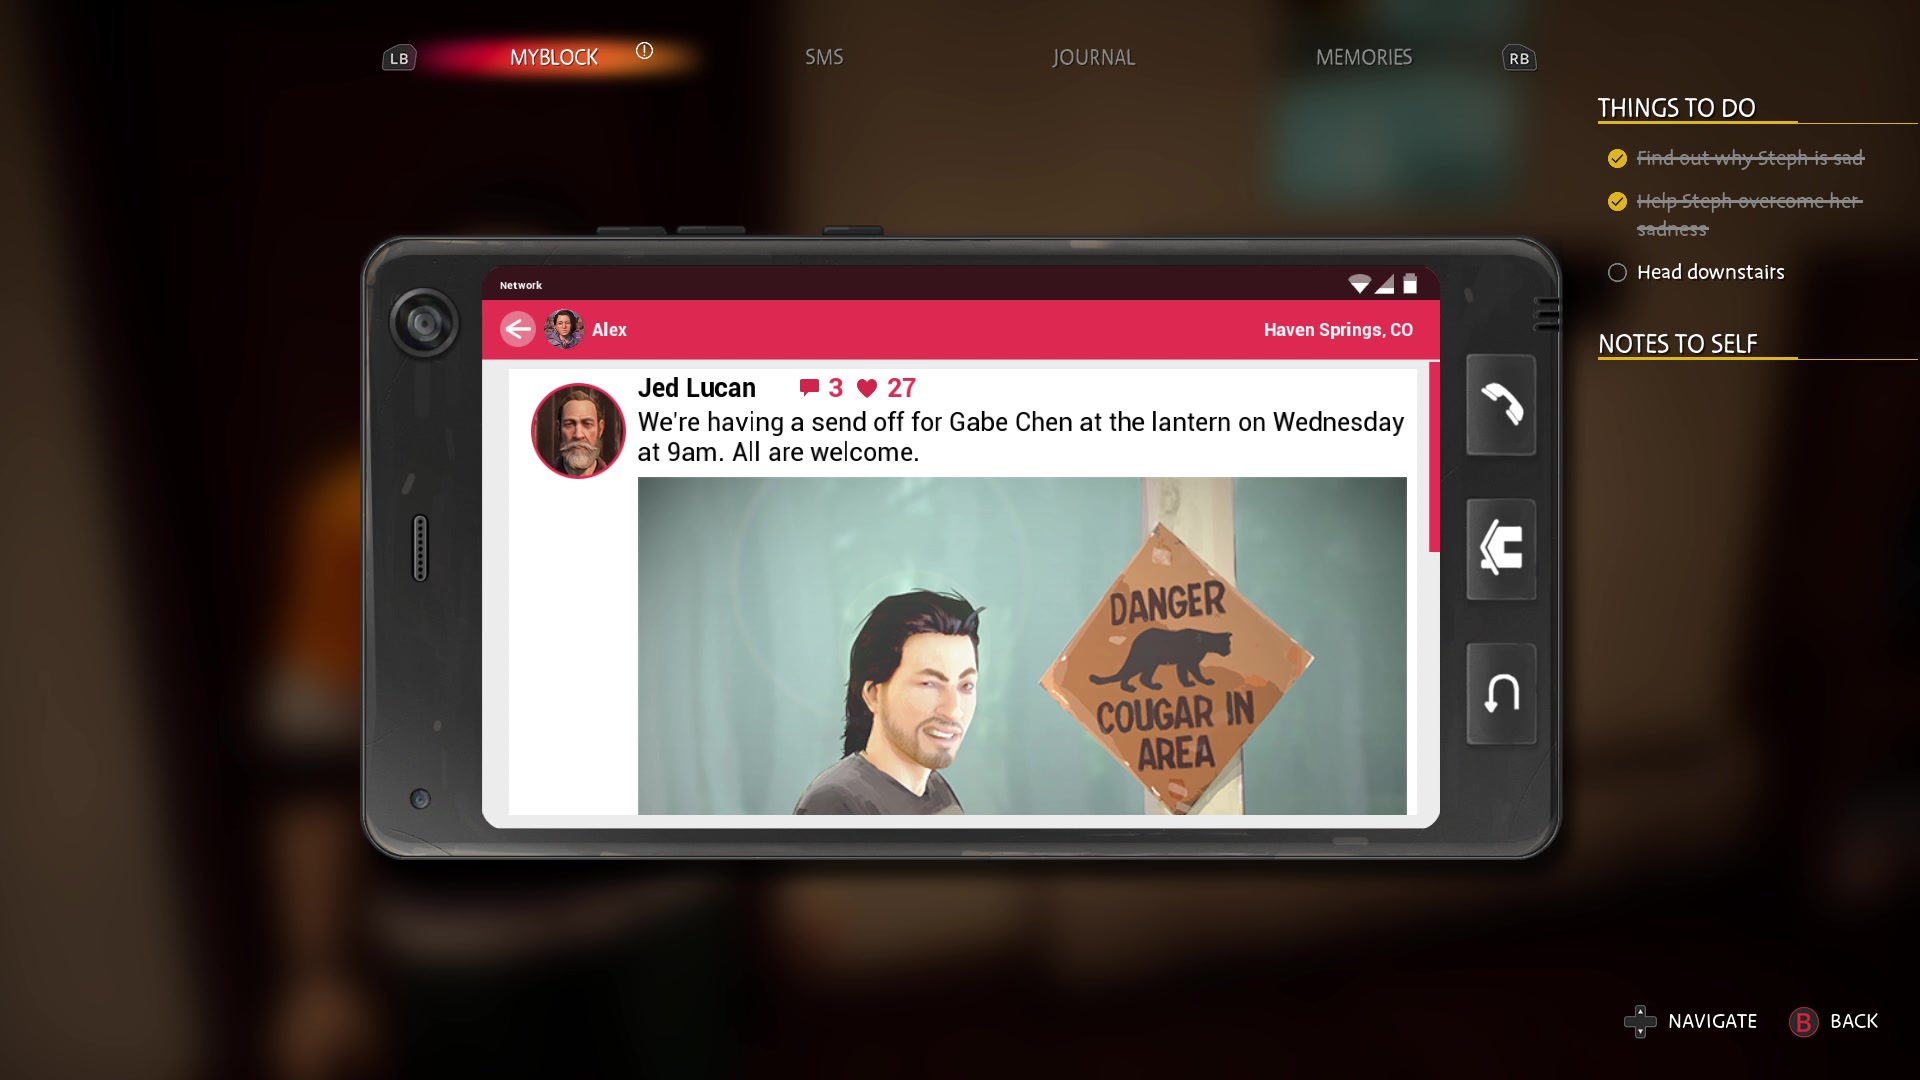 LB MYBLOCK SMS JOURNAL MEMORIES RB
THINGS TO DO
Find out why Steph is sad
Help Steph overcome her
sadness
Head downstairs
NOTES TO SELF
Network
Alex Haven Springs, CO
Jed Lucan 3 27
We're having a send off for Gabe Chen at the lantern on Wednesday
at 9am. All are welcome.
DANGER
COUGAR IN
AREA
NAVIGATE B BACK